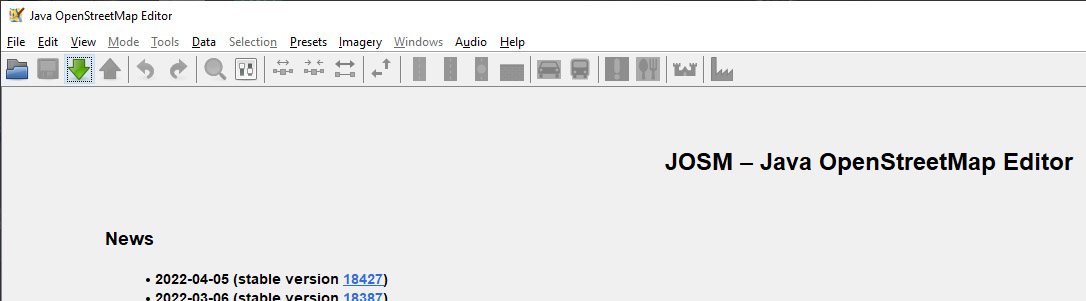 Java OpenStreetMap Editor
File Edit View Mode Tools Data Selection Presets Imagery Windows Audio Help
JOSM – Java OpenStreetMap Editor
News
• 2022-04-05 (stable version 18427)
• 2022-03-06 (stable version 18387)